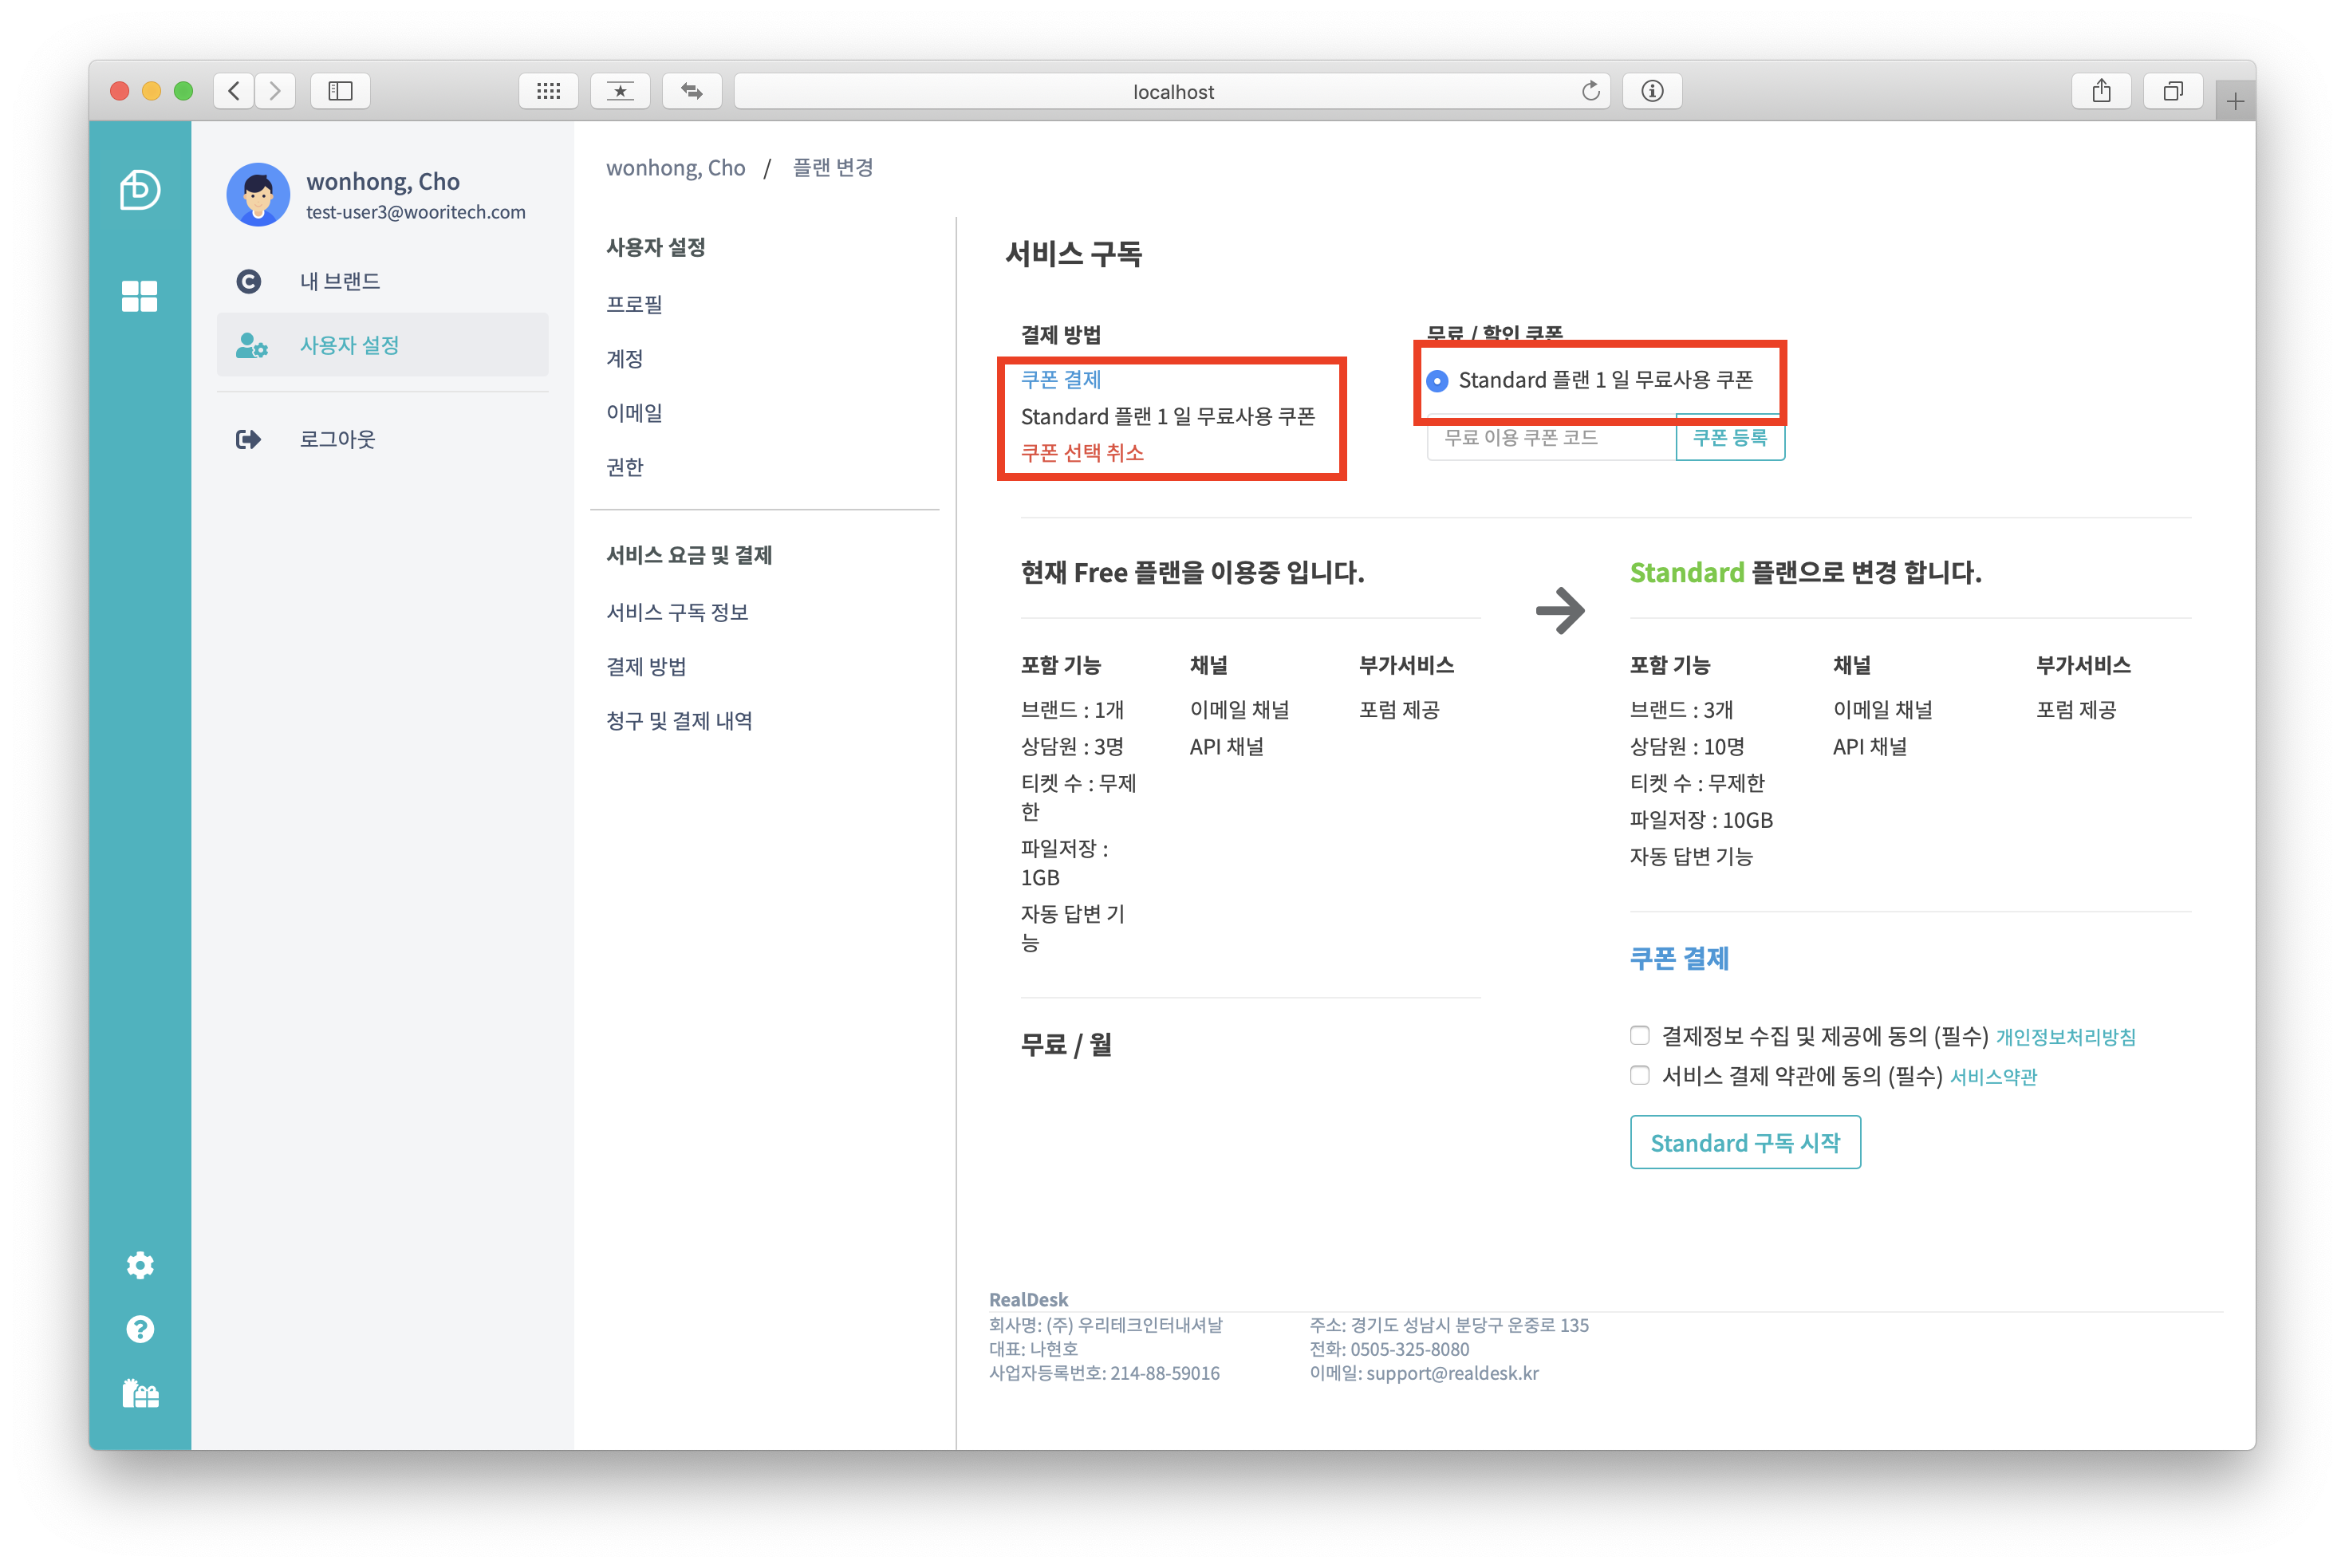 localhost
wonhong, Cho
test-user3@wooritech.com
내 브랜드
사용자 설정
로그아웃
wonhong, Cho / 플랜 변경
사용자 설정
프로필
계정
이메일
권한
서비스 요금 및 결제
서비스 구독 정보
결제 방법
청구 및 결제 내역
서비스 구독
결제 방법
쿠폰 결제
Standard 플랜 1 일 무료사용 쿠폰
쿠폰 선택 취소
무료 / 할인 쿠폰
Standard 플랜 1 일 무료사용 쿠폰
무료 이용 쿠폰 코드
쿠폰 등록
현재 Free 플랜을 이용중 입니다.
포함 기능
브랜드 : 1개
상담원 : 3명
티켓 수 : 무제
한
파일저장 :
1GB
자동 답변 기
능
채널
이메일 채널
API 채널
부가서비스
포럼 제공
무료 / 월
Standard 플랜으로 변경 합니다.
포함 기능
브랜드 : 3개
상담원 : 10명
티켓 수 : 무제한
파일저장 : 10GB
자동 답변 기능
채널
이메일 채널
API 채널
부가서비스
포럼 제공
쿠폰 결제
결제정보 수집 및 제공에 동의 (필수) 개인정보처리방침
서비스 결제 약관에 동의 (필수) 서비스약관
Standard 구독 시작
RealDesk
회사명: (주) 우리테크인터내셔날
대표: 나현호
사업자등록번호: 214-88-59016
주소: 경기도 성남시 분당구 운중로 135
전화: 0505-325-8080
이메일: support@realdesk.kr